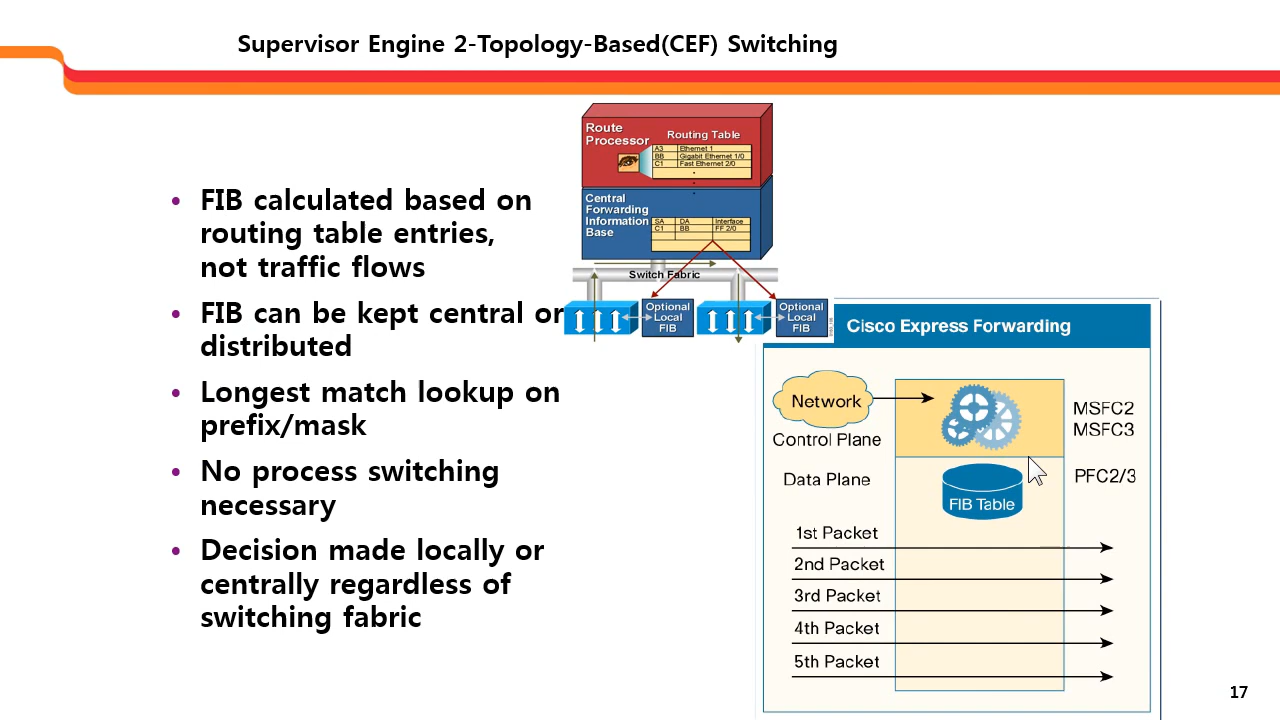 Supervisor Engine 2-Topology-Based(CEF) Switching
• FIB calculated based on
routing table entries,
not traffic flows
• FIB can be kept central or
distributed
• Longest match lookup on
prefix/mask
• No process switching
necessary
• Decision made locally or
centrally regardless of
switching fabric
Route
Processor
Routing Table
A3 Ethernet 1
BB Gigabit Ethernet 1/0
C1 Fast Ethernet 2/0
Central
Forwarding
Information
Base
SA DA Interface
C1 BB FF 2/0
Switch Fabric
Optional
Local
FIB
Optional
Local
FIB
Cisco Express Forwarding
Network
Control Plane
MSFC2
MSFC3
Data Plane
PFC2/3
FIB Table
1st Packet
2nd Packet
3rd Packet
4th Packet
5th Packet
17